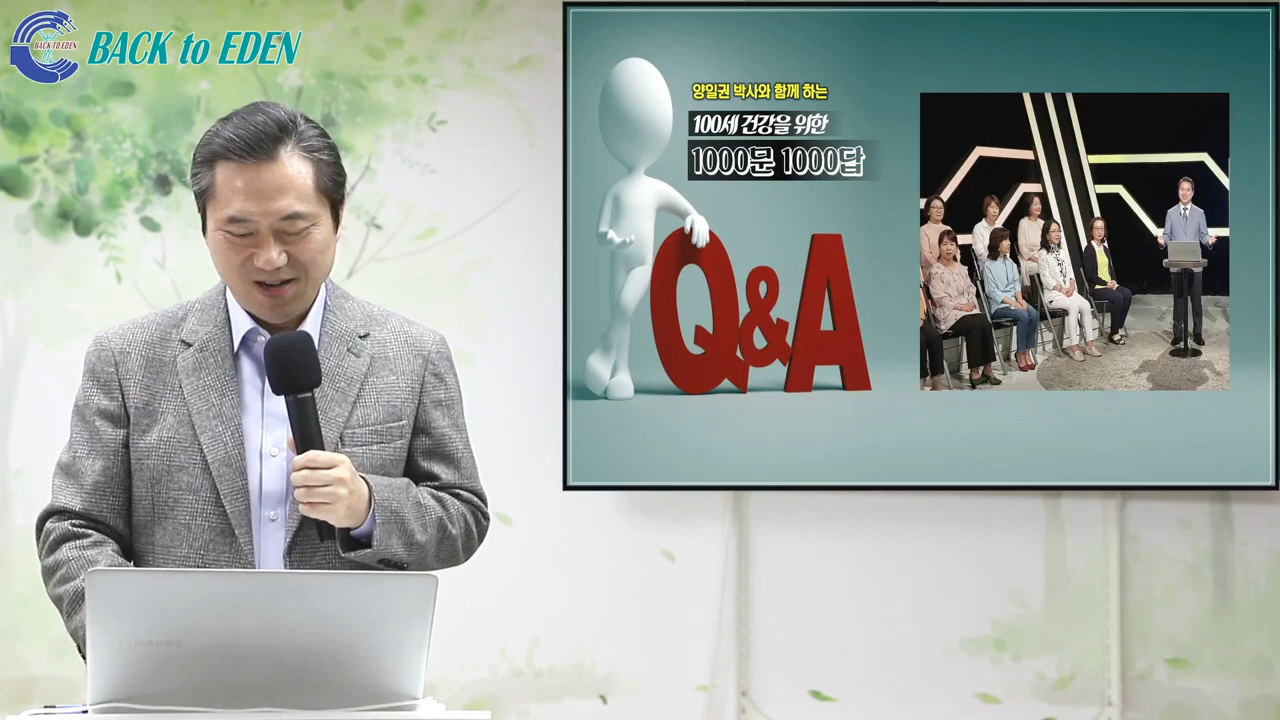 BACK TO EDEN
BACK to EDEN
양일권 박사와 함께 하는
100세 건강을 위한
1000문 1000답
Q&A